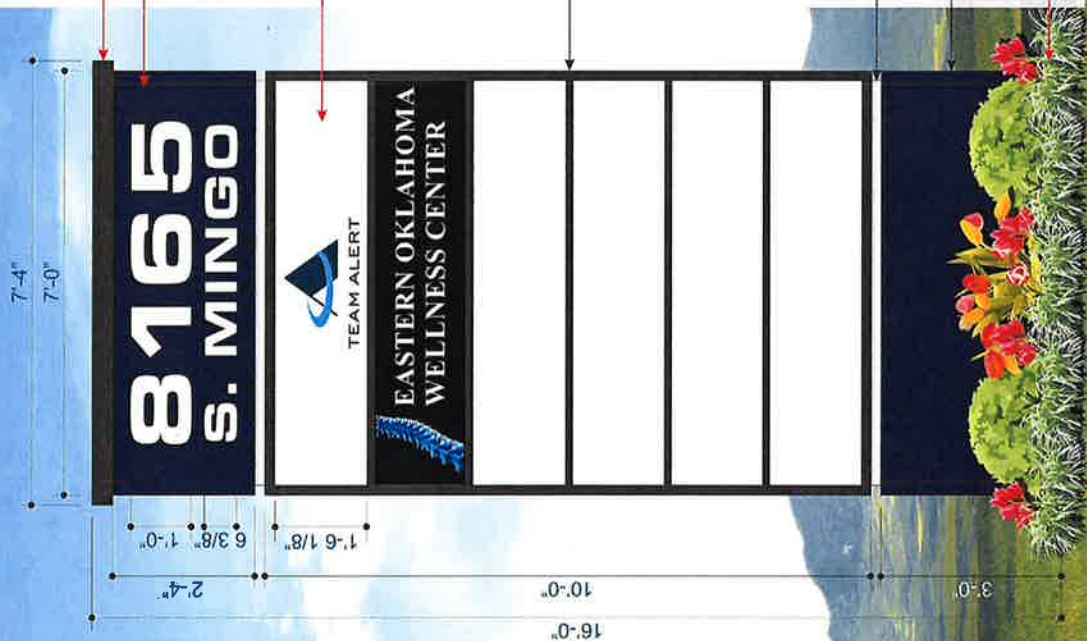 7'-4"
7'-0"
8165
S. MINGO
TEAM ALERT
EASTERN OKLAHOMA
WELLNESS CENTER
1'-0"
6 3/8"
1'-6 1/8"
2'-4"
10'-0"
3'-0"
16'-0"